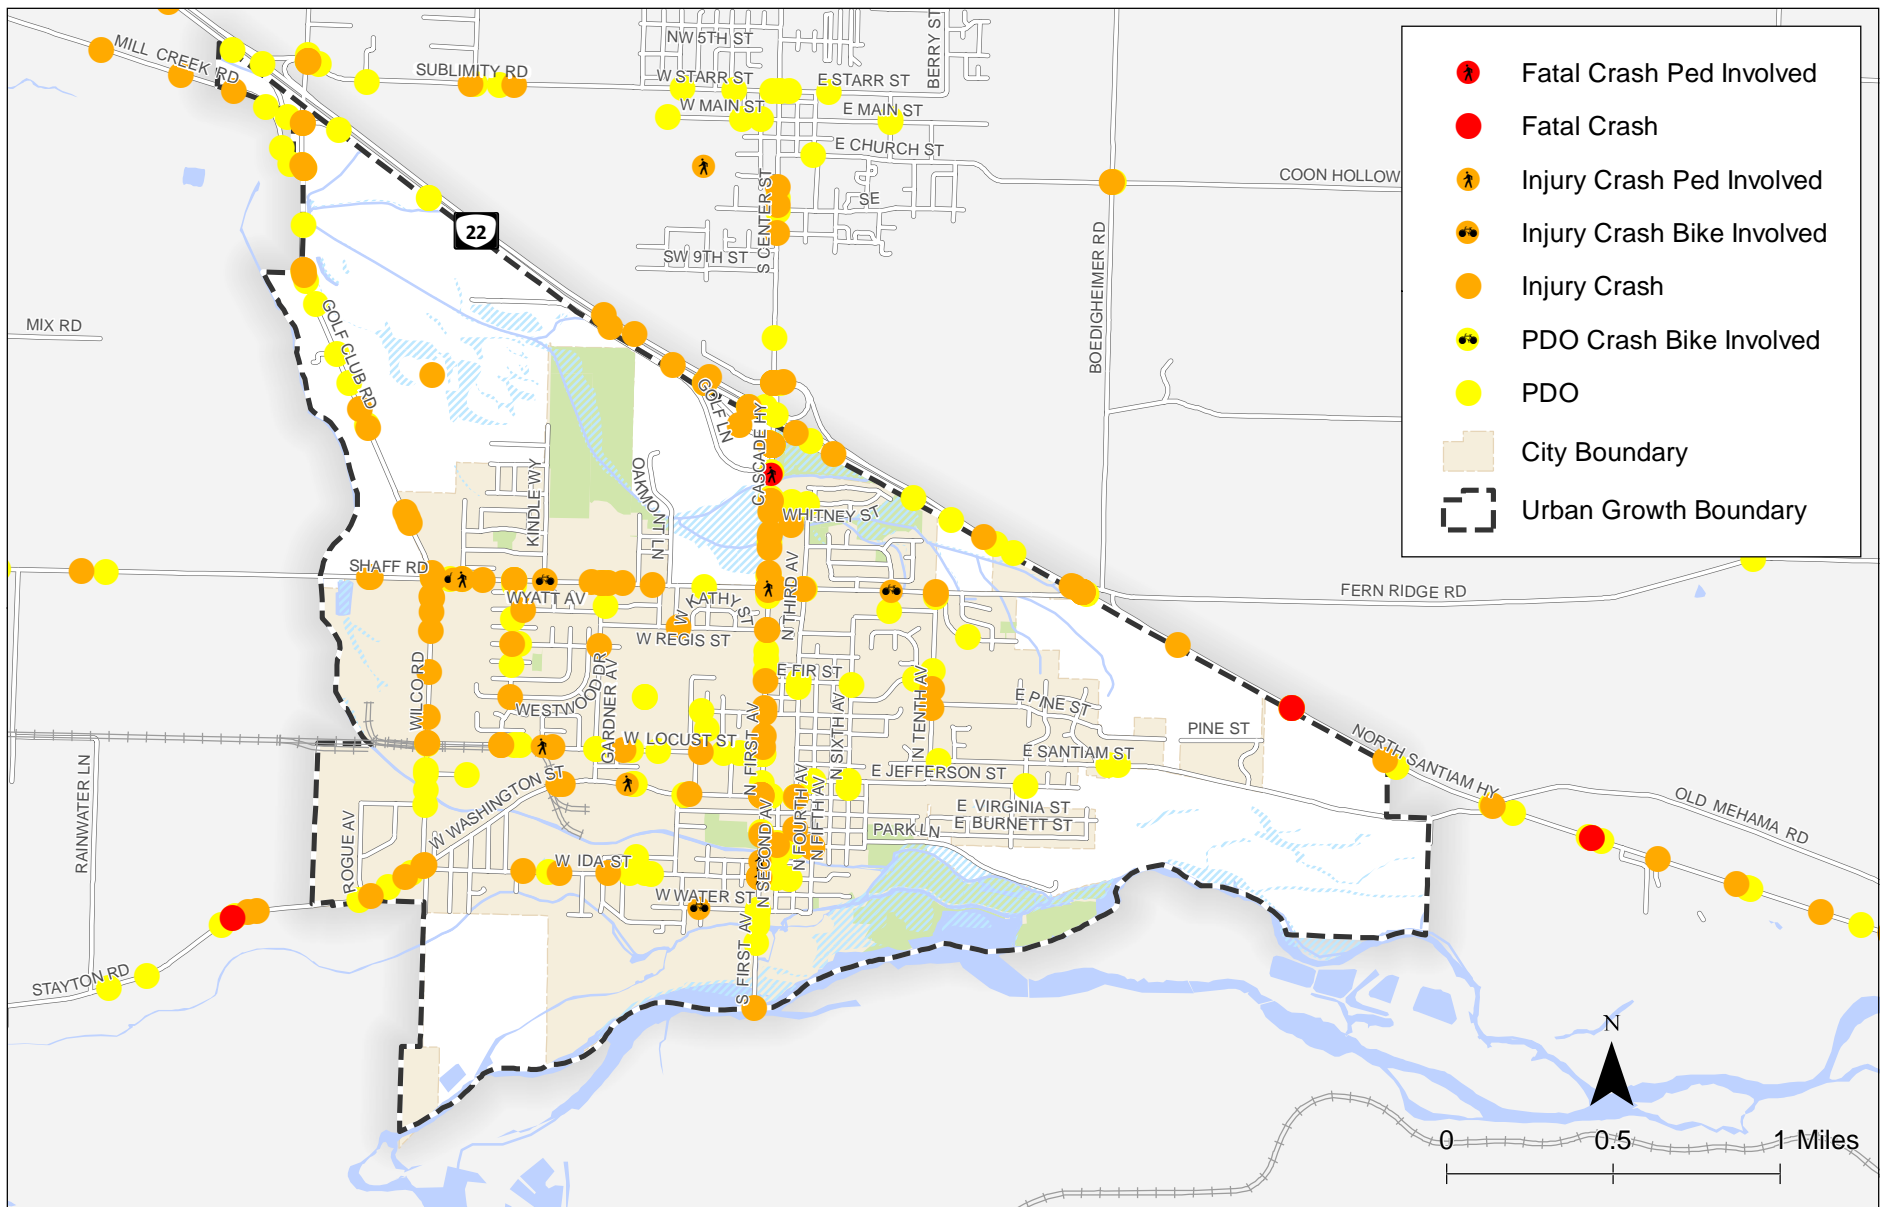 NW 5TH ST
BERRY ST
MILL CREEK RD
SUBLIMITY RD
W STARR ST
E STARR ST
W MAIN ST
E MAIN ST
E CHURCH ST
COON HOLLOW
SE
S CENTER ST
SW 9TH ST
22
BOEDIGHEIMER RD
MIX RD
GOLF CLUB RD
GOLF LN
CASCADE HY
KINDLE WY
OAKMONT LN
WHITNEY ST
SHAFF RD
WYATT AV
W KATHY ST
N THIRD AV
FERN RIDGE RD
W REGIS ST
WILCO RD
WESTWOOD DR
GARDNER AV
E FIR ST
N SIXTH AV
N TENTH AV
E PINE ST
PINE ST
N FIRST AV
W LOCUST ST
E SANTIAM ST
NORTH SANTIAM HY
RAINWATER LN
W WASHINGTON ST
E JEFFERSON ST
OLD MEHAMA RD
E VIRGINIA ST
E BURNETT ST
PARK LN
N FOURTH AV
N FIFTH AV
N SECOND AV
ROGUE AV
W IDA ST
W WATER ST
S FIRST AV
STAYTON RD
Fatal Crash Ped Involved
Fatal Crash
Injury Crash Ped Involved
Injury Crash Bike Involved
Injury Crash
PDO Crash Bike Involved
PDO
City Boundary
Urban Growth Boundary
N
0 0.5 1 Miles